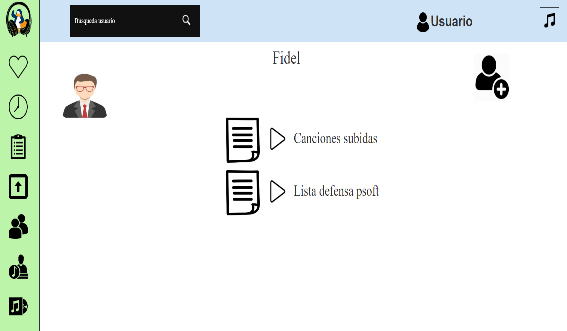 Busqueda usuario
Usuario
Fidel
Canciones subidas
Lista defensa psoft